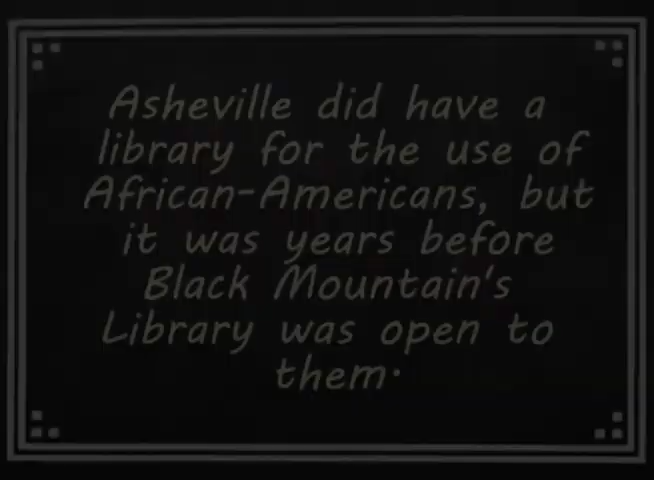 Asheville did have a
library for the use of
African-Americans, but
it was years before
Black Mountain's
Library was open to
them.